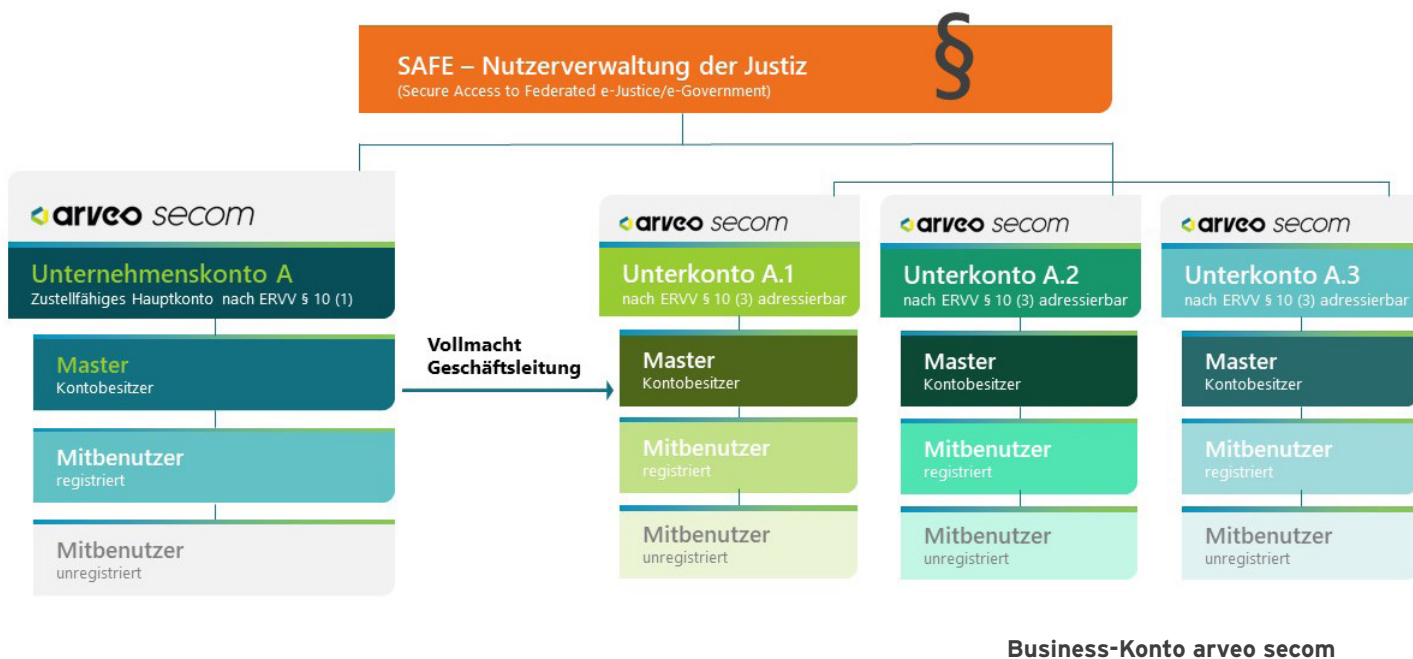 §
SAFE – Nutzerverwaltung der Justiz
(Secure Access to Federated e-Justice/e-Government)
arveo secom
Unternehmenskonto A
Zustellfähiges Hauptkonto nach ERVV § 10 (1)
Master
Kontobesitzer
Mitbenutzer
registriert
Mitbenutzer
unregistriert
Vollmacht
Geschäftsleitung
arveo secom
Unterkonto A.1
nach ERVV § 10 (3) adressierbar
Master
Kontobesitzer
Mitbenutzer
registriert
Mitbenutzer
unregistriert
arveo secom
Unterkonto A.2
nach ERVV § 10 (3) adressierbar
Master
Kontobesitzer
Mitbenutzer
registriert
Mitbenutzer
unregistriert
arveo secom
Unterkonto A.3
nach ERVV § 10 (3) adressierbar
Master
Kontobesitzer
Mitbenutzer
registriert
Mitbenutzer
unregistriert
Business-Konto arveo secom